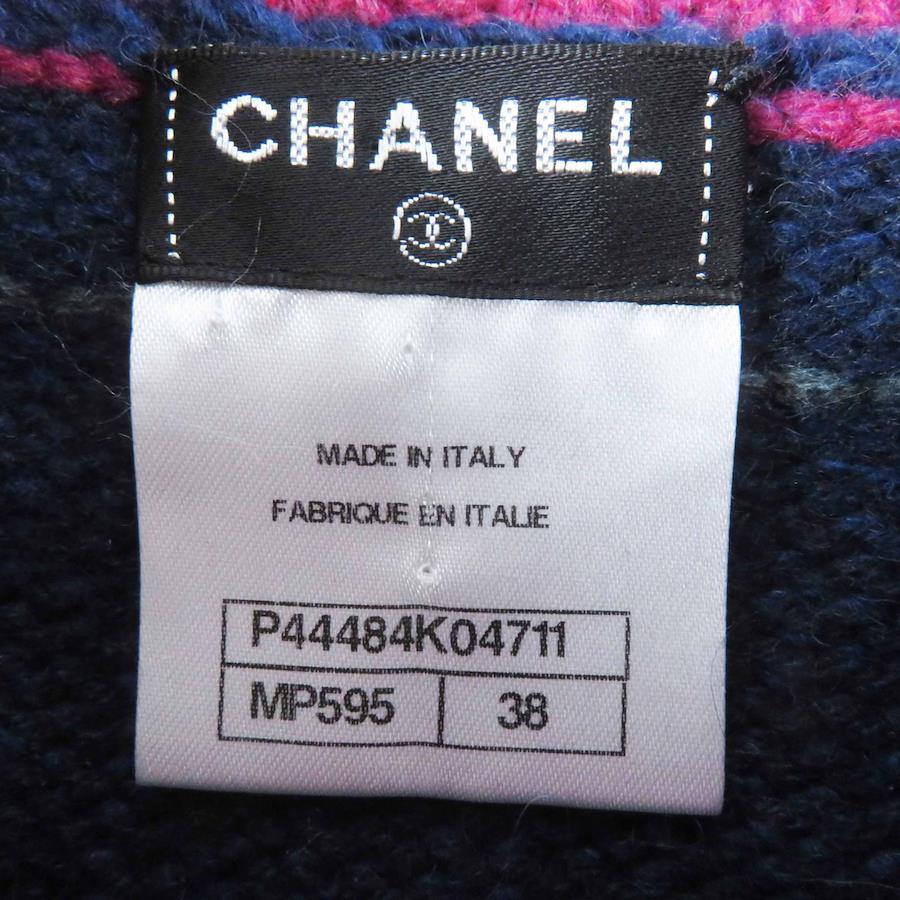 CHANEL
MADE IN ITALY
FABRIQUE EN ITALIE
P44484K04711
MP595 38